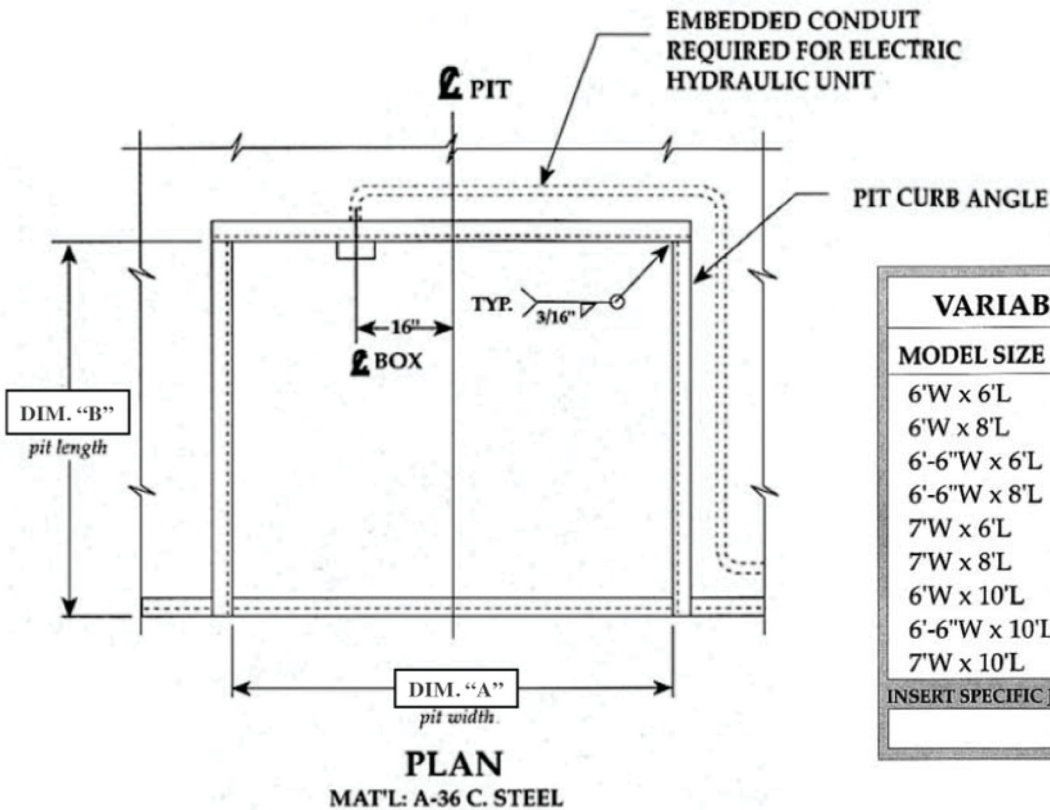 EMBEDDED CONDUIT
REQUIRED FOR ELECTRIC
HYDRAULIC UNIT
℄ PIT
PIT CURB ANGLE
TYP.
3/16"
16"
℄ BOX
DIM. “B”
pit length
DIM. “A”
pit width
PLAN
MAT'L: A-36 C. STEEL
VARIAB
MODEL SIZE
6'W x 6'L
6'W x 8'L
6'-6"W x 6'L
6'-6"W x 8'L
7'W x 6'L
7'W x 8'L
6'W x 10'L
6'-6"W x 10'L
7'W x 10'L
INSERT SPECIFIC